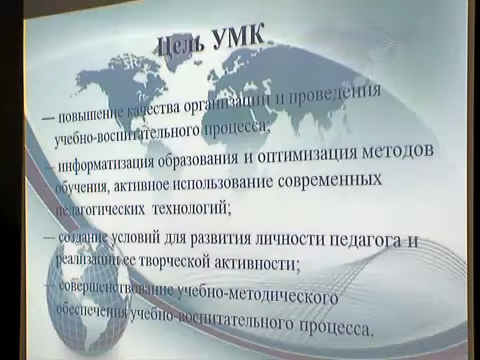 Цель УМК
— повышение качества организации и проведения
учебно-воспитательного процесса;
— информатизация образования и оптимизация методов
обучения, активное использование современных
педагогических технологий;
— создание условий для развития личности педагога и
реализации ее творческой активности;
— совершенствование учебно-методического
обеспечения учебно-воспитательного процесса.